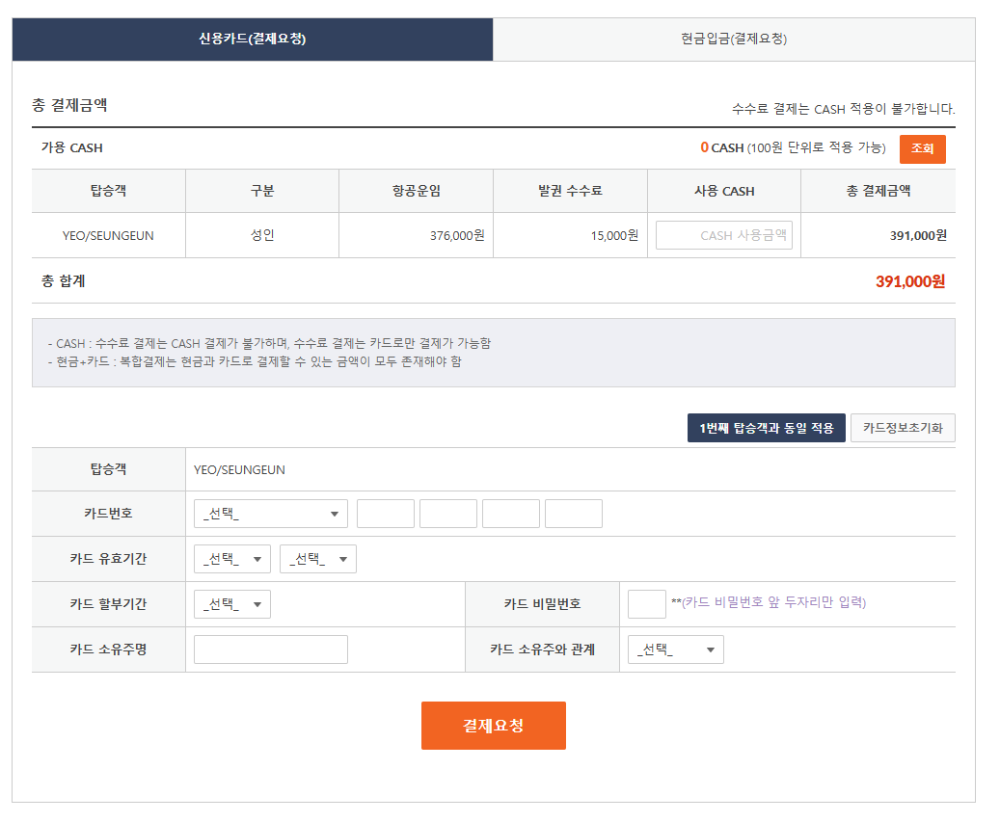 신용카드(결제요청) 현금입금(결제요청)
총 결제금액 수수료 결제는 CASH 적용이 불가합니다.
가용 CASH 0 CASH (100원 단위로 적용 가능) 조회
탑승객 구분 항공운임 발권 수수료 사용 CASH 총 결제금액
YEO/SEUNGEUN 성인 376,000원 15,000원 CASH 사용금액 391,000원
총 합계 391,000원
- CASH : 수수료 결제는 CASH 결제가 불가하며, 수수료 결제는 카드로만 결제가 가능함
- 현금+카드 : 복합결제는 현금과 카드로 결제할 수 있는 금액이 모두 존재해야 함
1번째 탑승객과 동일 적용 카드정보초기화
탑승객 YEO/SEUNGEUN
카드번호 _선택_
카드 유효기간 _선택_ _선택_
카드 할부기간 _선택_ 카드 비밀번호 **(카드 비밀번호 앞 두자리만 입력)
카드 소유주명 카드 소유주와 관계 _선택_
결제요청